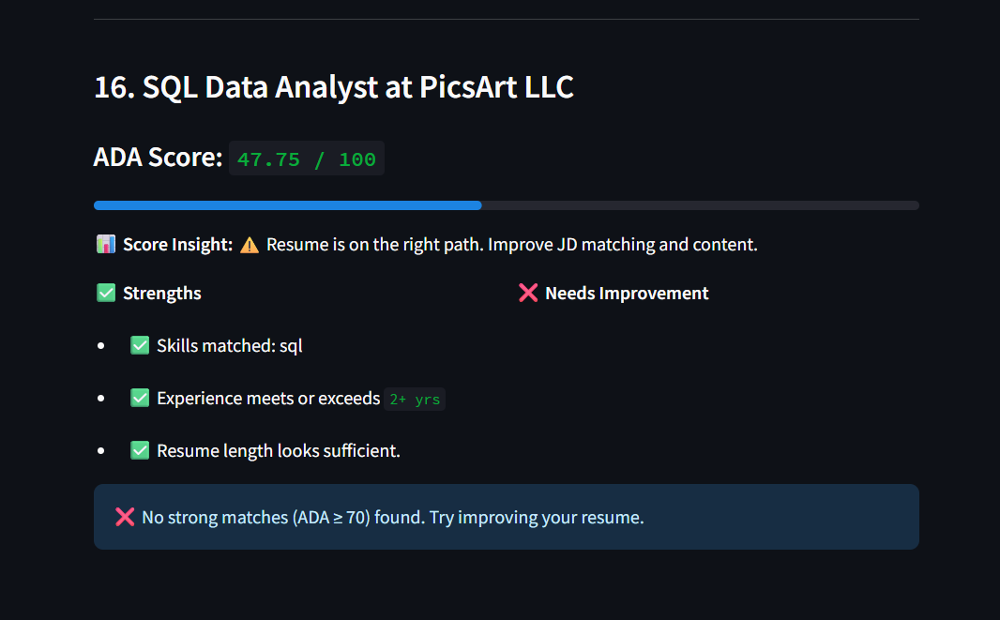 16. SQL Data Analyst at PicsArt LLC
ADA Score: 47.75 / 100
📊 Score Insight: ⚠️ Resume is on the right path. Improve JD matching and content.
✅ Strengths
❌ Needs Improvement
• ✅ Skills matched: sql
• ✅ Experience meets or exceeds 2+ yrs
• ✅ Resume length looks sufficient.
❌ No strong matches (ADA ≥ 70) found. Try improving your resume.